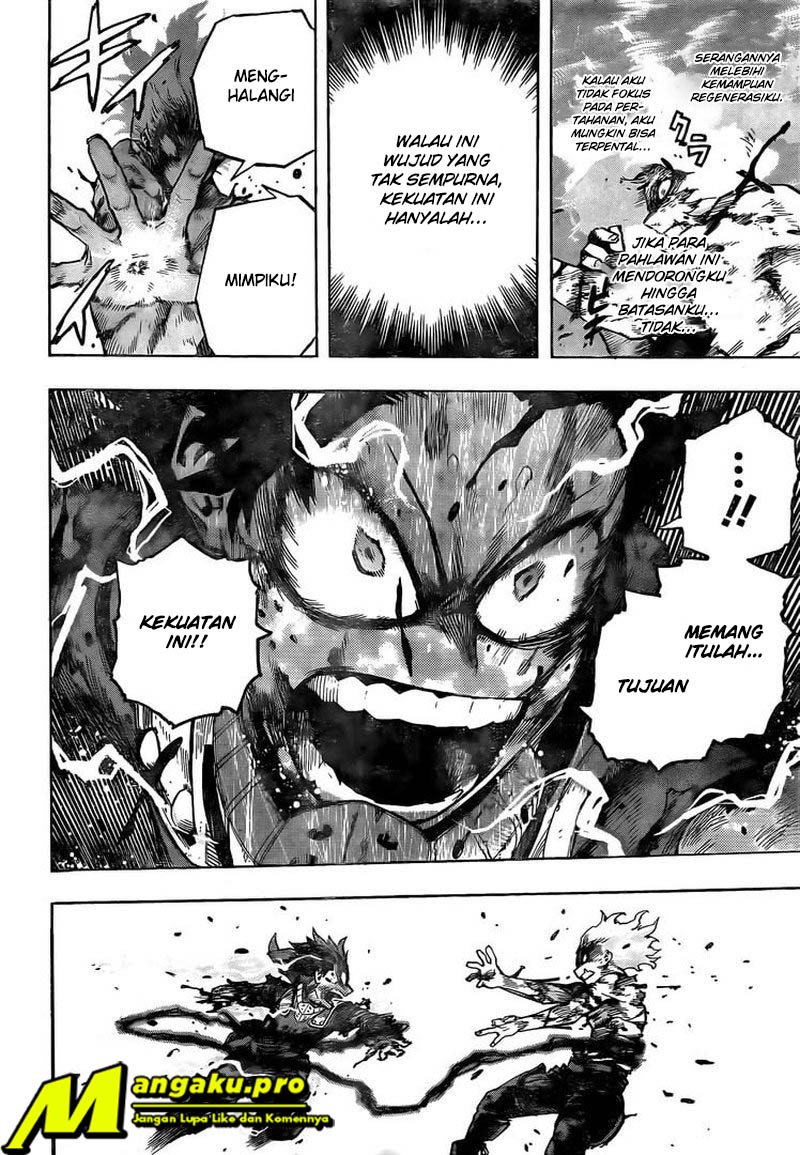 SERANGANNYA
MELEBIHI
KEMAMPUAN
REGENERASIKU.
KALAU AKU
TIDAK FOKUS
PADA PER-
TAHANAN, AKU
MUNGKIN BISA
TERPENTAL...
グラ
JIKA PARA
PAHLAWAN INI
MENDORONGKU
HINGGA
BATASANKU...
TIDAK...
WALAU INI
WUJUD YANG
TAK SEMPURNA,
KEKUATAN INI
HANYALAH...
MENG-
HALANGI
MIMPIKU!
...!!
MEMANG
ITULAH...
TUJUAN
KEKUATAN
INI!!
Mangaku.pro
Jangan Lupa Like dan Komennya